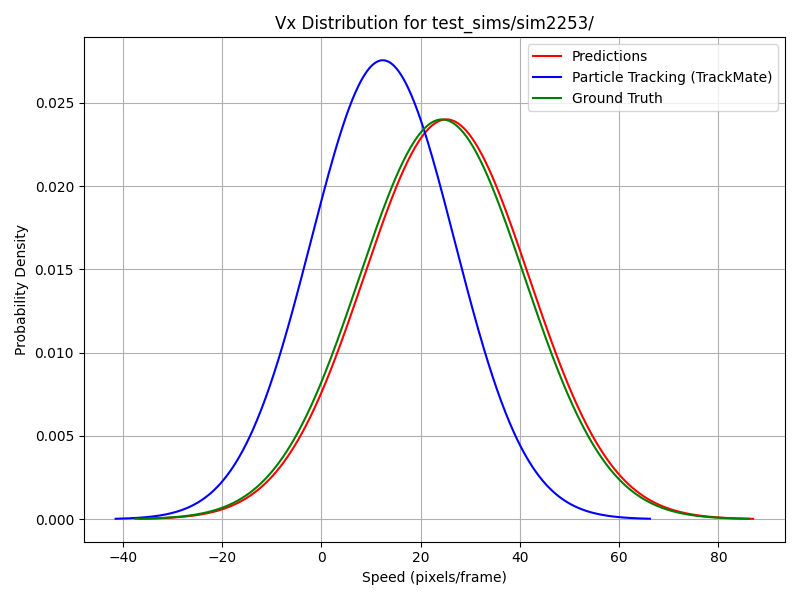 Vx Distribution for test_sims/sim2253/
Predictions
Particle Tracking (TrackMate)
Ground Truth
0.025
0.020
0.015
0.010
0.005
0.000
Probability Density
−40
−20
0
20
40
60
80
Speed (pixels/frame)